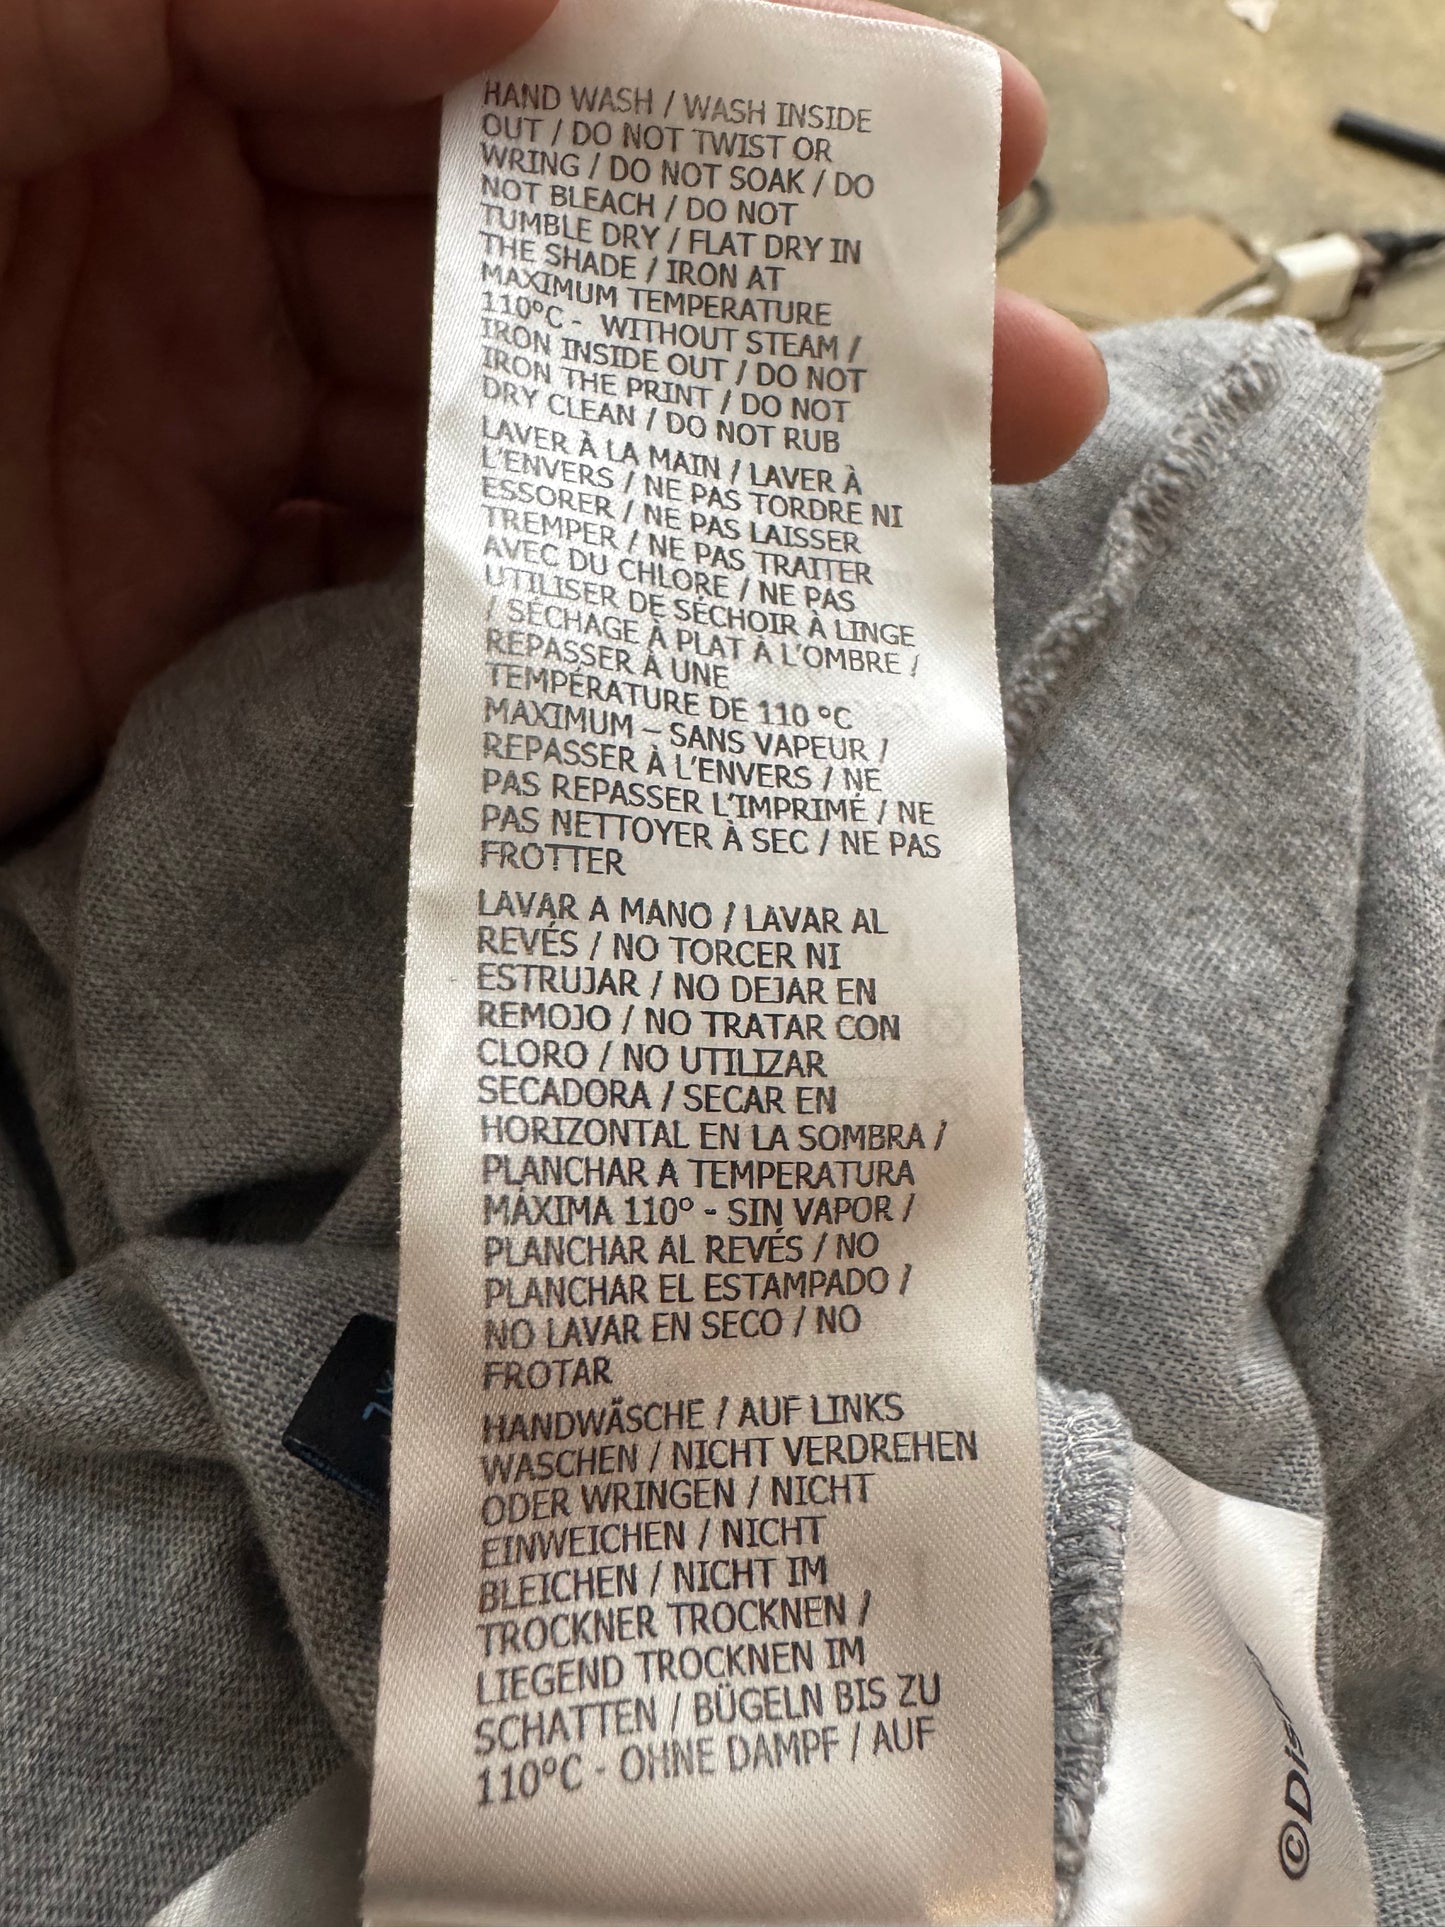 HAND WASH / WASH INSIDE
OUT / DO NOT TWIST OR
WRING / DO NOT SOAK / DO
NOT BLEACH / DO NOT
TUMBLE DRY / FLAT DRY IN
THE SHADE / IRON AT
MAXIMUM TEMPERATURE
110°C - WITHOUT STEAM /
IRON INSIDE OUT / DO NOT
IRON THE PRINT / DO NOT
DRY CLEAN / DO NOT RUB
LAVER À LA MAIN / LAVER À
L'ENVERS / NE PAS TORDRE NI
ESSORER / NE PAS LAISSER
TREMPER / NE PAS TRAITER
AVEC DU CHLORE / NE PAS
UTILISER DE SÉCHOIR À LINGE
/ SÉCHAGE À PLAT À L'OMBRE /
REPASSER À UNE
TEMPÉRATURE DE 110 °C
MAXIMUM – SANS VAPEUR /
REPASSER À L'ENVERS / NE
PAS REPASSER L'IMPRIMÉ / NE
PAS NETTOYER À SEC / NE PAS
FROTTER
LAVAR A MANO / LAVAR AL
REVÉS / NO TORCER NI
ESTRUJAR / NO DEJAR EN
REMOJO / NO TRATAR CON
CLORO / NO UTILIZAR
SECADORA / SECAR EN
HORIZONTAL EN LA SOMBRA /
PLANCHAR A TEMPERATURA
MÁXIMA 110° - SIN VAPOR /
PLANCHAR AL REVÉS / NO
PLANCHAR EL ESTAMPADO /
NO LAVAR EN SECO / NO
FROTAR
HANDWÄSCHE / AUF LINKS
WASCHEN / NICHT VERDREHEN
ODER WRINGEN / NICHT
EINWEICHEN / NICHT
BLEICHEN / NICHT IM
TROCKNER TROCKNEN /
LIEGEND TROCKNEN IM
SCHATTEN / BÜGELN BIS ZU
110°C - OHNE DAMPF / AUF